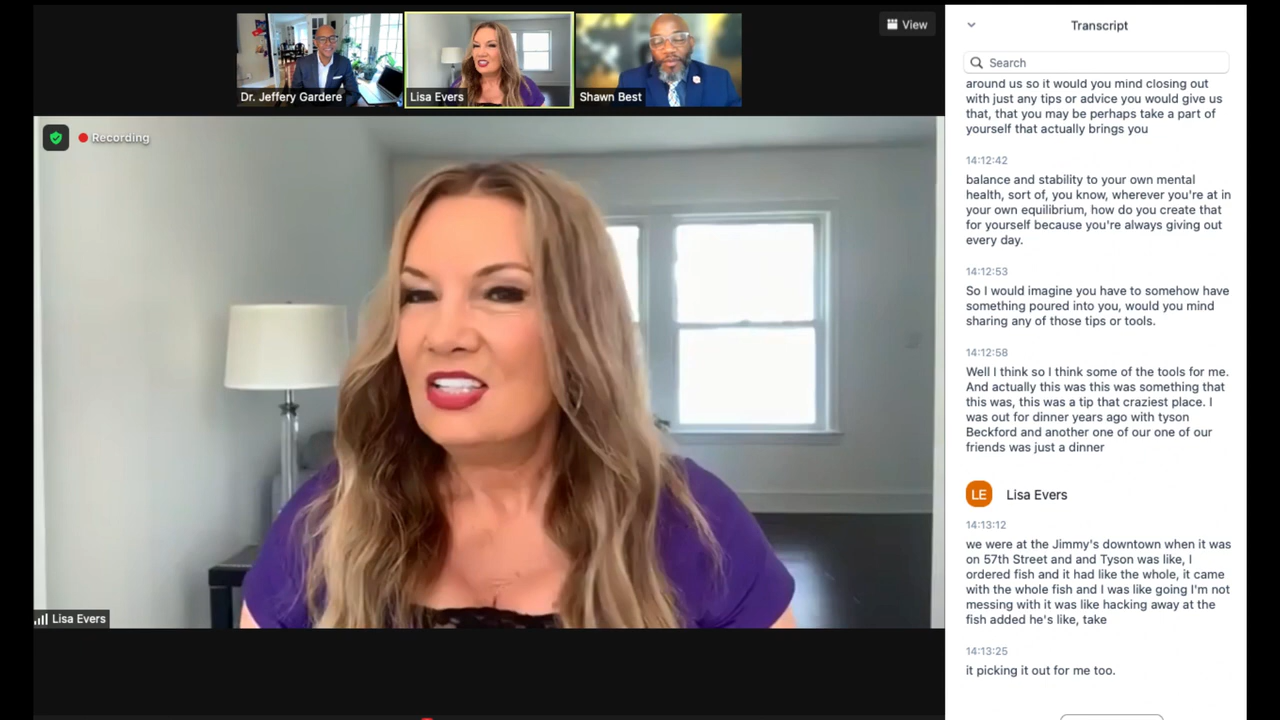 View
Dr. Jeffery Gardere
Lisa Evers
Shawn Best
Recording
Lisa Evers
Transcript
Search
around us so it would you mind closing out
with just any tips or advice you would give us
that, that you may be perhaps take a part of
yourself that actually brings you
14:12:42
balance and stability to your own mental
health, sort of, you know, wherever you're at in
your own equilibrium, how do you create that
for yourself because you're always giving out
every day.
14:12:53
So I would imagine you have to somehow have
something poured into you, would you mind
sharing any of those tips or tools.
14:12:58
Well I think so I think some of the tools for me.
And actually this was this was something that
this was, this was a tip that craziest place. I
was out for dinner years ago with tyson
Beckford and another one of our one of our
friends was just a dinner
LE Lisa Evers
14:13:12
we were at the Jimmy's downtown when it was
on 57th Street and and Tyson was like, I
ordered fish and it had like the whole, it came
with the whole fish and I was like going I'm not
messing with it was like hacking away at the
fish added he's like, take
14:13:25
it picking it out for me too.